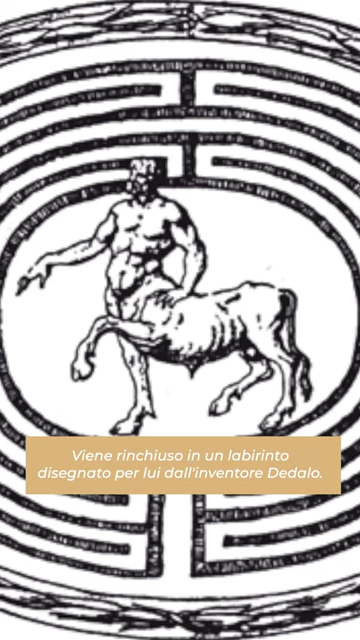 Viene rinchiuso in un labirinto
disegnato per lui dall'inventore Dedalo.